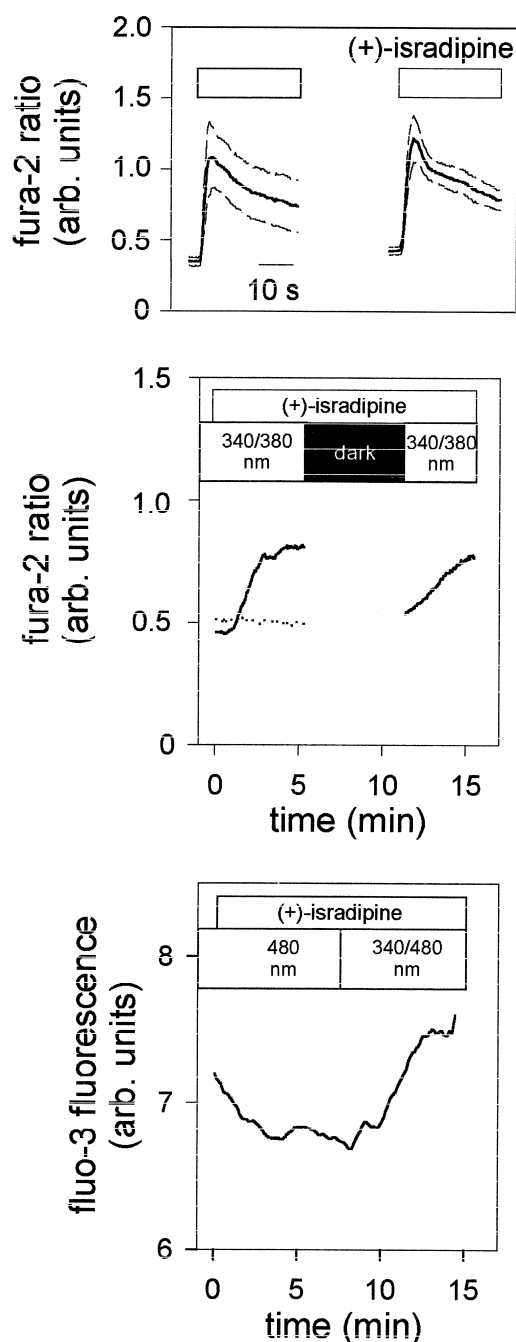 2.0
(+)-isradipine
1.5
1.0
0.5
0
fura-2 ratio
(arb. units)
10 s
1.5
(+)-isradipine
340/380
nm
dark
340/380
nm
1.0
0.5
0
fura-2 ratio
(arb. units)
0 5 10 15
time (min)
(+)-isradipine
480
nm
340/480
nm
8
7
6
fluo-3 fluorescence
(arb. units)
0 5 10 15
time (min)